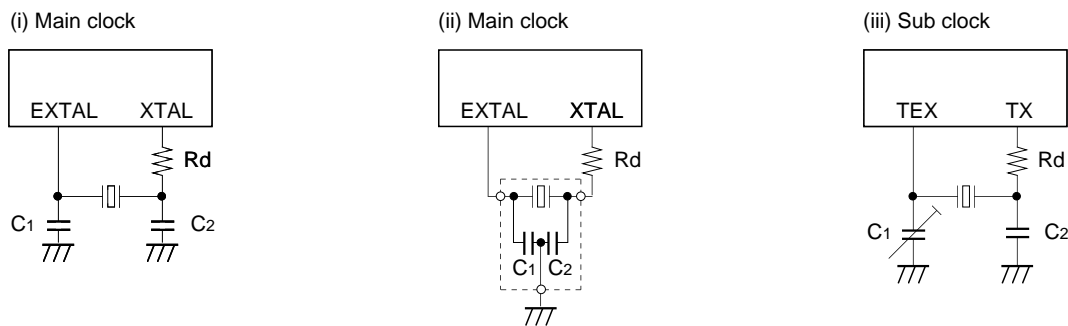 (i) Main clock
EXTAL XTAL
Rd
C1 C2
(ii) Main clock
EXTAL XTAL
Rd
C1 C2
(iii) Sub clock
TEX TX
Rd
C1 C2